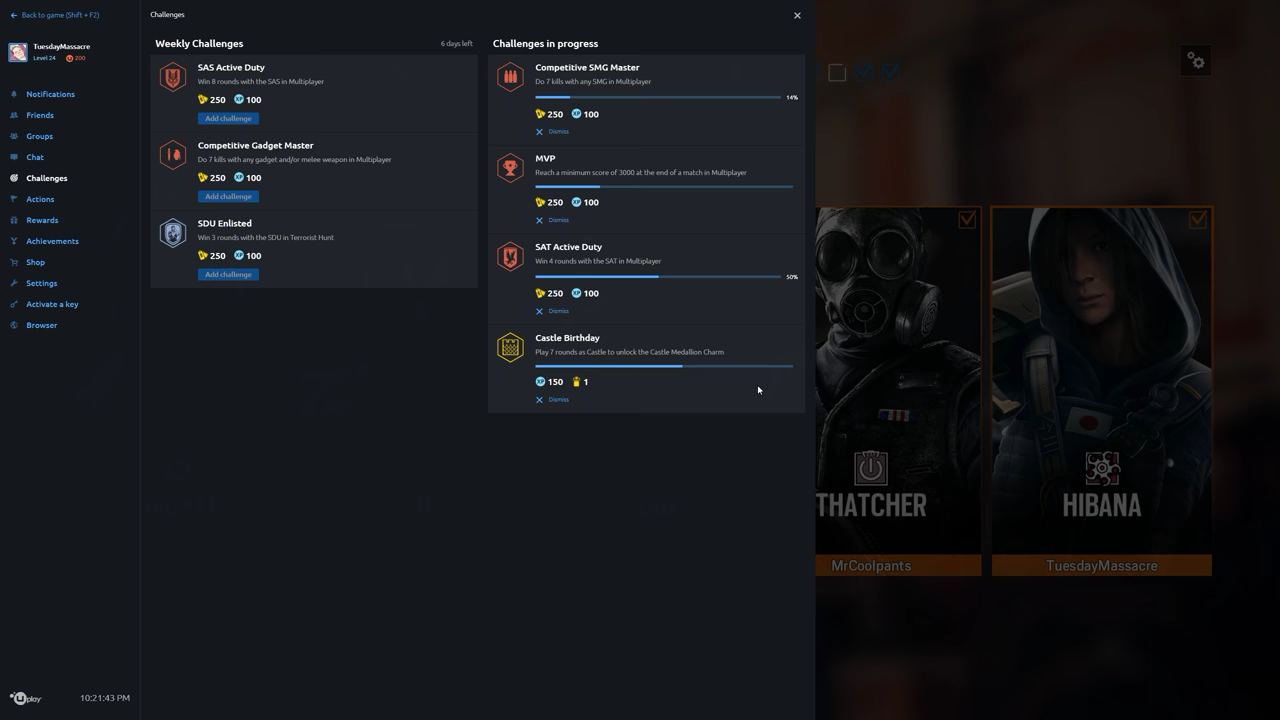 Back to game (Shift + F2)
TuesdayMassacre
Level 24 200
Notifications
Friends
Groups
Chat
Challenges
Actions
Rewards
Achievements
Shop
Settings
Activate a key
Browser
uplay
10:21:43 PM
Challenges
Weekly Challenges
6 days left
SAS Active Duty
Win 8 rounds with the SAS in Multiplayer
250 XP 100
Add challenge
Competitive Gadget Master
Do 7 kills with any gadget and/or melee weapon in Multiplayer
250 XP 100
Add challenge
SDU Enlisted
Win 3 rounds with the SDU in Terrorist Hunt
250 XP 100
Add challenge
Challenges in progress
Competitive SMG Master
Do 7 kills with any SMG in Multiplayer
14%
250 XP 100
Dismiss
MVP
Reach a minimum score of 3000 at the end of a match in Multiplayer
250 XP 100
Dismiss
SAT Active Duty
Win 4 rounds with the SAT in Multiplayer
50%
250 XP 100
Dismiss
Castle Birthday
Play 7 rounds as Castle to unlock the Castle Medallion Charm
XP 150 1
Dismiss
THATCHER
MrCoolpants
HIBANA
TuesdayMassacre